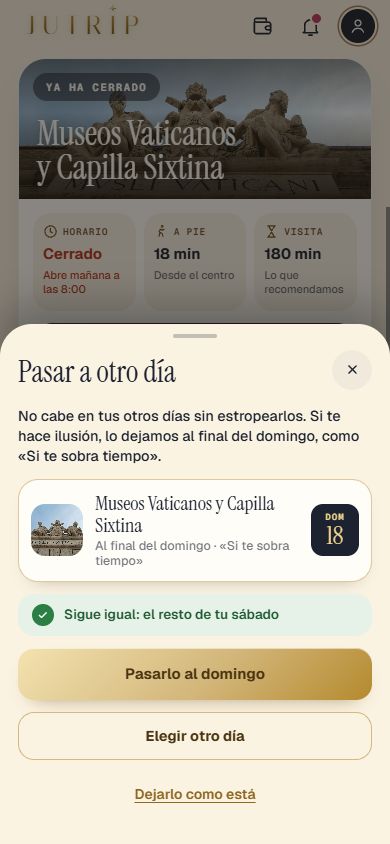 JUTRIP
YA HA CERRADO
Museos Vaticanos
y Capilla Sixtina
MUSEI VATICANI
HORARIO
Cerrado
Abre mañana a
las 8:00
A PIE
18 min
Desde el centro
VISITA
180 min
Lo que
recomendamos
Pasar a otro día
No cabe en tus otros días sin estropearlos. Si te
hace ilusión, lo dejamos al final del domingo, como
«Si te sobra tiempo».
Museos Vaticanos y Capilla
Sixtina
Al final del domingo · «Si te sobra
tiempo»
DOM
18
Sigue igual: el resto de tu sábado
Pasarlo al domingo
Elegir otro día
Dejarlo como está